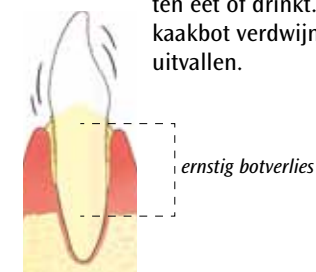 ten eet of drinkt.
kaakbot verdwijn
uitvallen.
ernstig botverlies